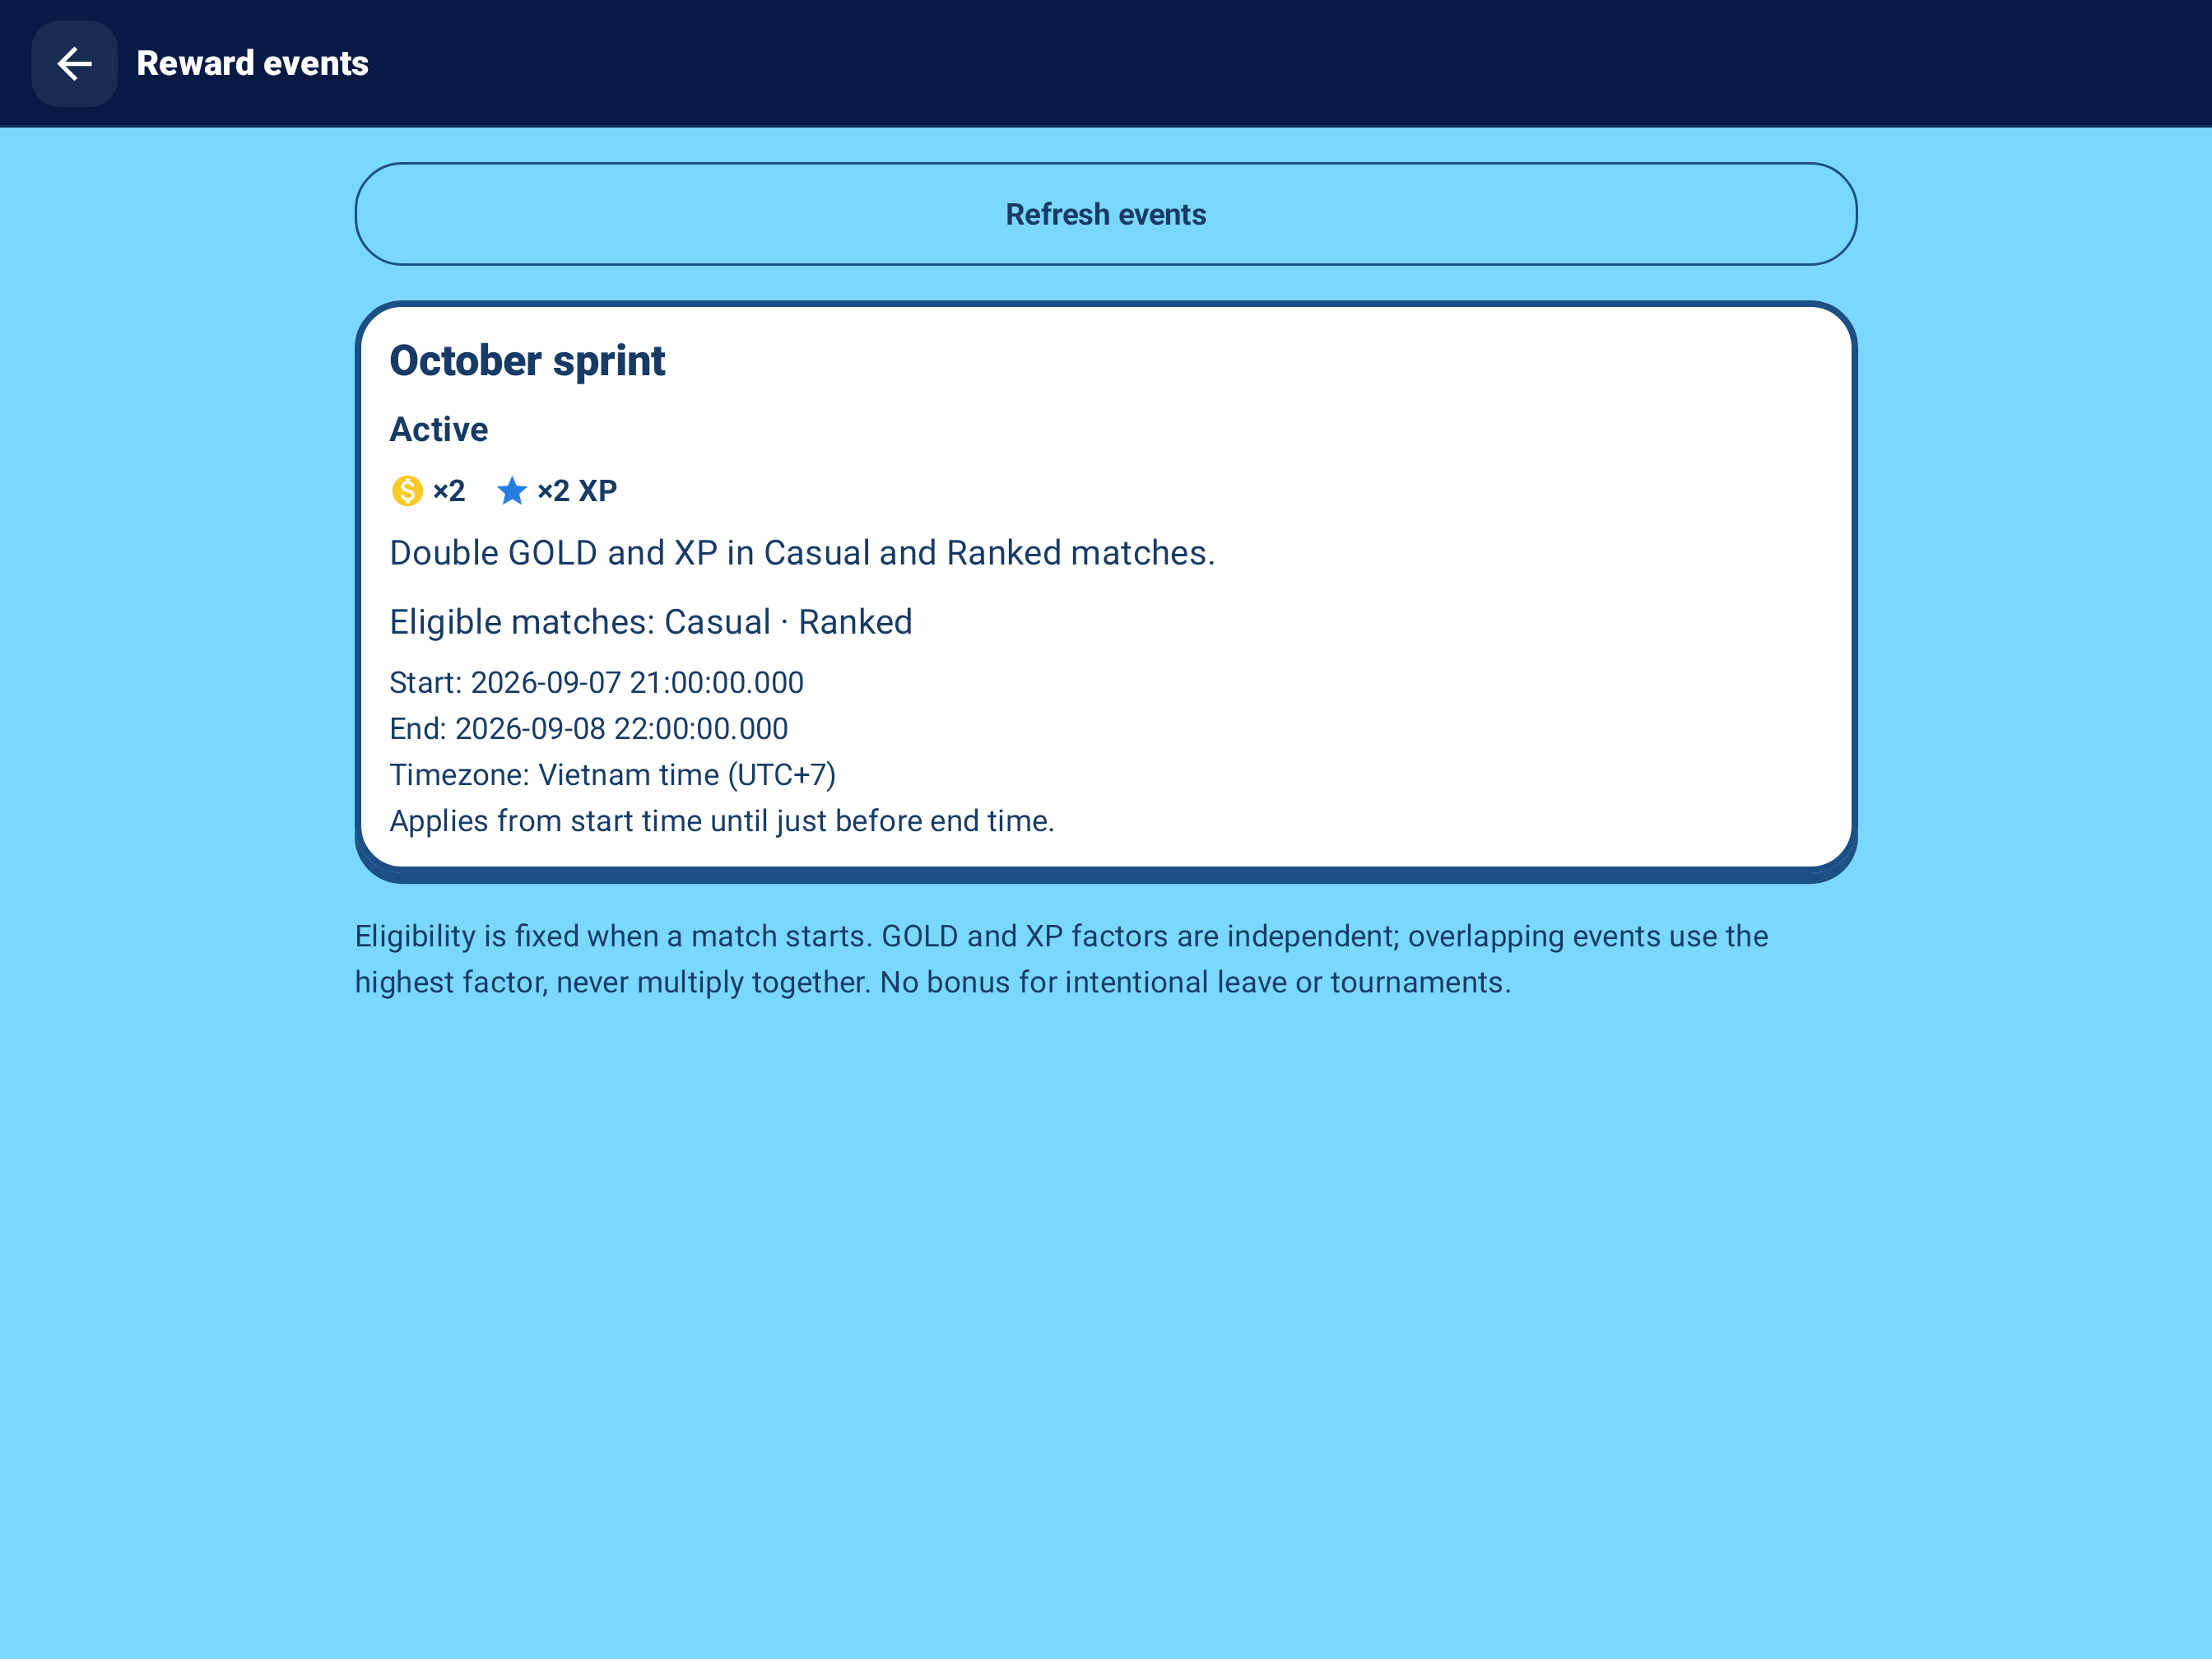 Reward events
Refresh events
October sprint
Active
×2 ×2 XP
Double GOLD and XP in Casual and Ranked matches.
Eligible matches: Casual · Ranked
Start: 2026-09-07 21:00:00.000
End: 2026-09-08 22:00:00.000
Timezone: Vietnam time (UTC+7)
Applies from start time until just before end time.
Eligibility is fixed when a match starts. GOLD and XP factors are independent; overlapping events use the
highest factor, never multiply together. No bonus for intentional leave or tournaments.